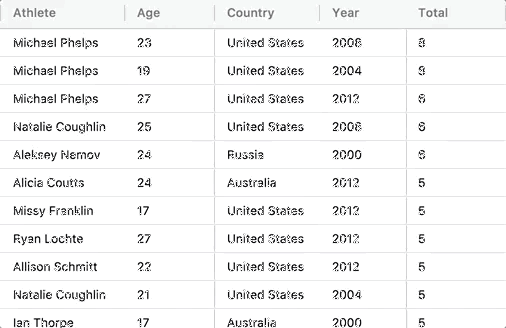 Athlete Age Country Year Total
Michael Phelps 23 United States 2008 8
Michael Phelps 19 United States 2004 8
Michael Phelps 27 United States 2012 6
Natalie Coughlin 25 United States 2008 6
Aleksey Nemov 24 Russia 2000 6
Alicia Coutts 24 Australia 2012 5
Missy Franklin 17 United States 2012 5
Ryan Lochte 27 United States 2012 5
Allison Schmitt 22 United States 2012 5
Natalie Coughlin 21 United States 2004 5
Ian Thorpe 17 Australia 2000 5